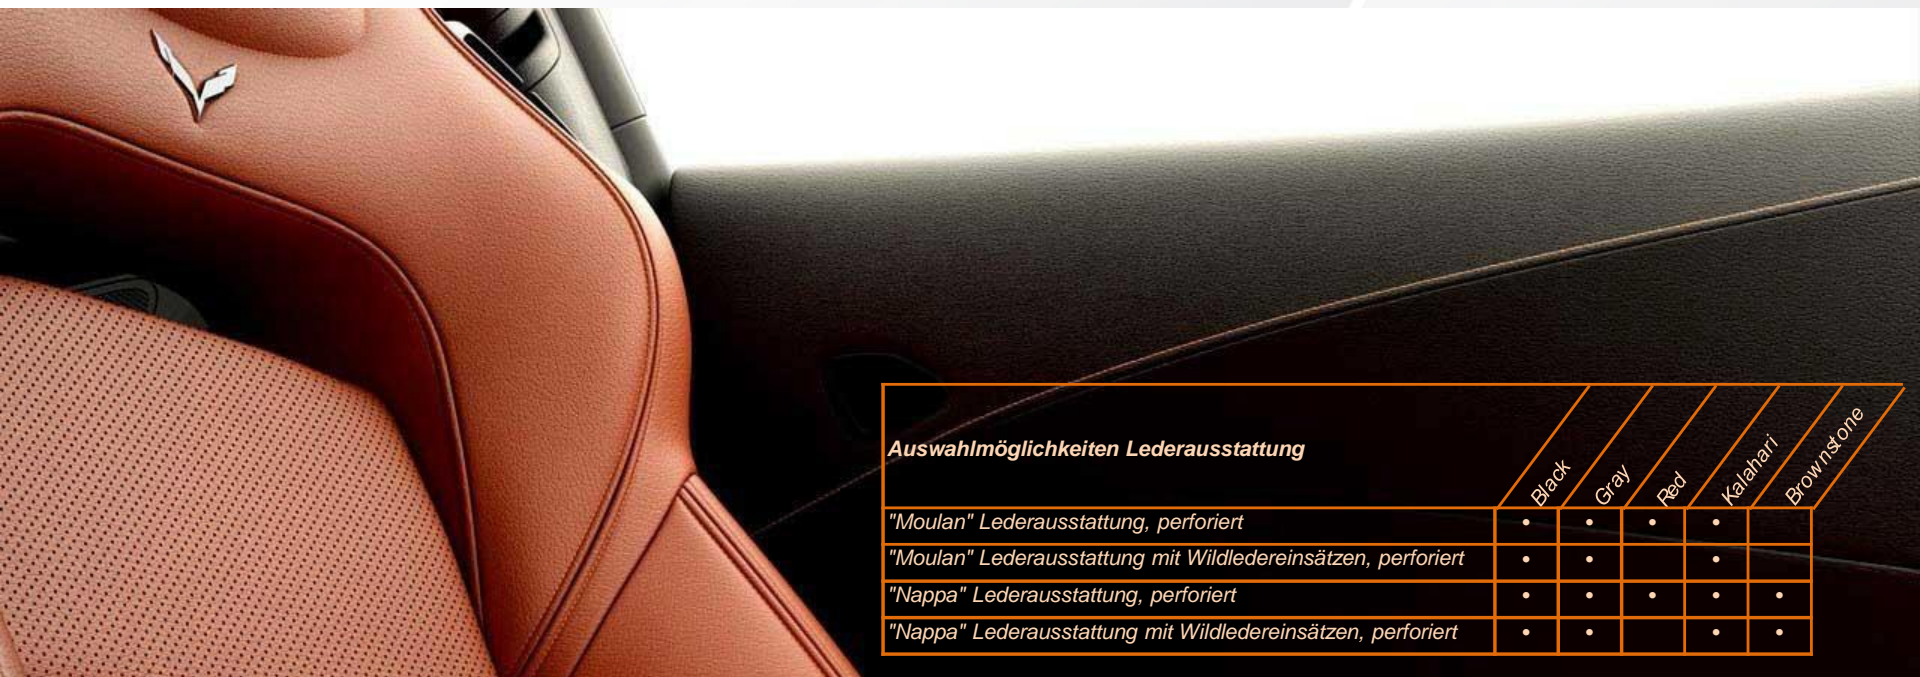 Auswahlmöglichkeiten Lederausstattung Black Gray Red Kalahari Brownstone
"Moulan" Lederausstattung, perforiert • • • •
"Moulan" Lederausstattung mit Wildledereinsätzen, perforiert • • •
"Nappa" Lederausstattung, perforiert • • • • •
"Nappa" Lederausstattung mit Wildledereinsätzen, perforiert • • • •